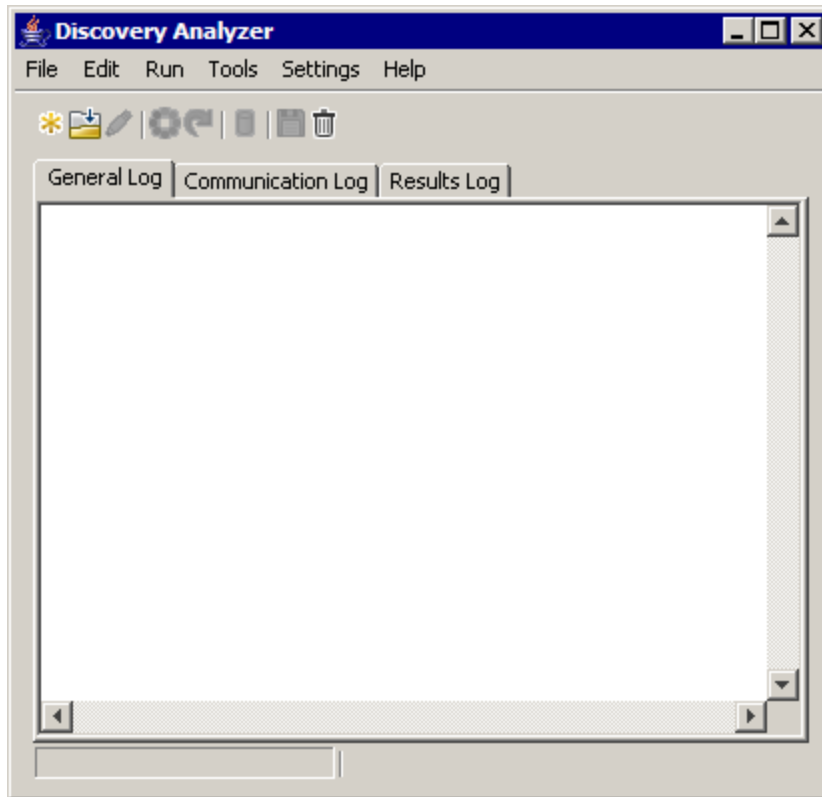 Discovery Analyzer
File Edit Run Tools Settings Help
General Log Communication Log Results Log